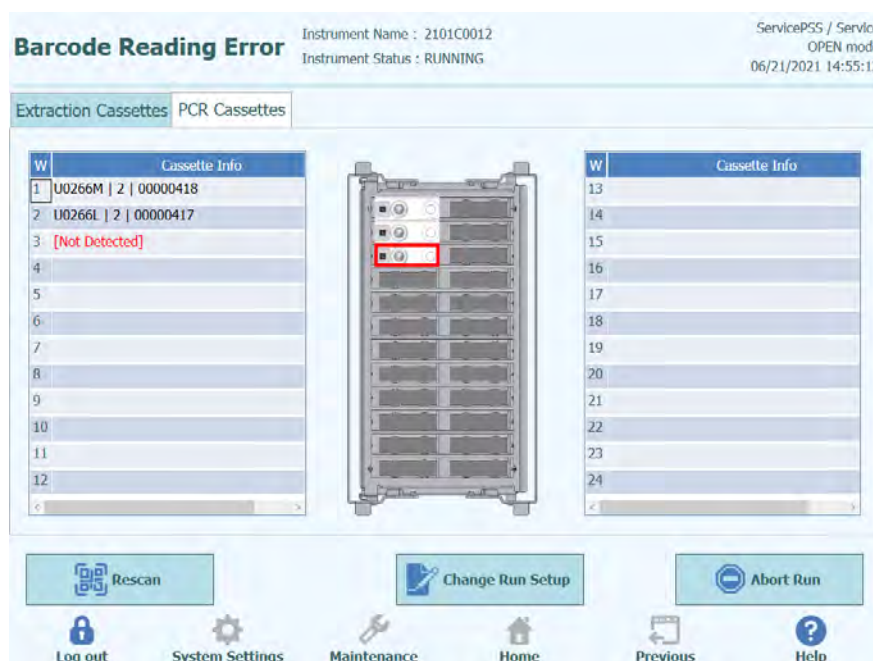 Barcode Reading Error
Instrument Name : 2101C0012
Instrument Status : RUNNING
ServicePSS / Servic
OPEN mod
06/21/2021 14:55:1
Extraction Cassettes PCR Cassettes
W Cassette Info
1 U0266M | 2 | 00000418
2 U0266L | 2 | 00000417
3 [Not Detected]
4
5
6
7
8
9
10
11
12
W Cassette Info
13
14
15
16
17
18
19
20
21
22
23
24
Rescan
Change Run Setup
Abort Run
Log out System Settings Maintenance Home Previous Help